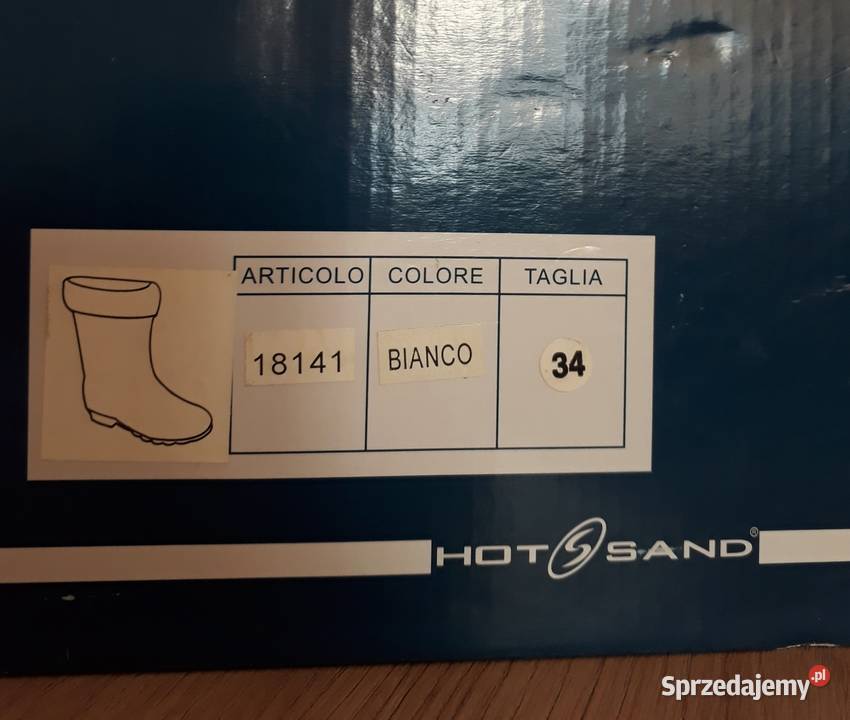 ARTICOLO COLORE TAGLIA
18141 BIANCO 34
HOT SAND®
Sprzedajemy.pl